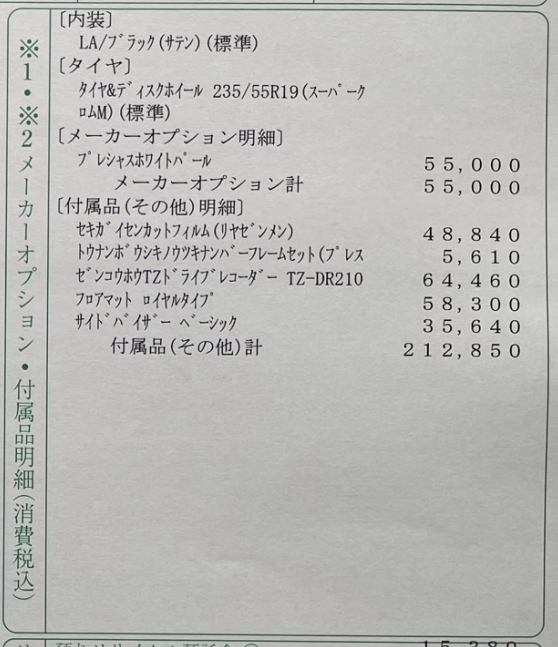 ※1・※2メーカーオプション・付属品明細(消費税込)
〔内装〕
LA/ﾌﾞﾗｯｸ(ｻﾃﾝ)(標準)
〔タイヤ〕
ﾀｲﾔ&ﾃﾞｨｽｸﾎｲｰﾙ 235/55R19(ｽｰﾊﾟｰｸ
ﾛﾑM)(標準)
〔メーカーオプション明細〕
ﾌﾟﾚｼｬｽﾎﾜｲﾄﾊﾟｰﾙ 55,000
メーカーオプション計 55,000
〔付属品(その他)明細〕
ｾｷｶﾞｲｾﾝｶｯﾄﾌｨﾙﾑ(ﾘﾔｾﾞﾝﾒﾝ) 48,840
ﾄｳﾅﾝﾎﾞｳｼｷﾉｳﾂｷﾅﾝﾊﾞｰﾌﾚｰﾑｾｯﾄ(ﾌﾟﾚｽ 5,610
ｾﾞﾝｺｳﾎｳTZﾄﾞﾗｲﾌﾞﾚｺｰﾀﾞｰ TZ-DR210 64,460
ﾌﾛｱﾏｯﾄ ﾛｲﾔﾙﾀｲﾌﾟ 58,300
ｻｲﾄﾞﾊﾞｲｻﾞｰ ﾍﾞｰｼｯｸ 35,640
付属品(その他)計 212,850